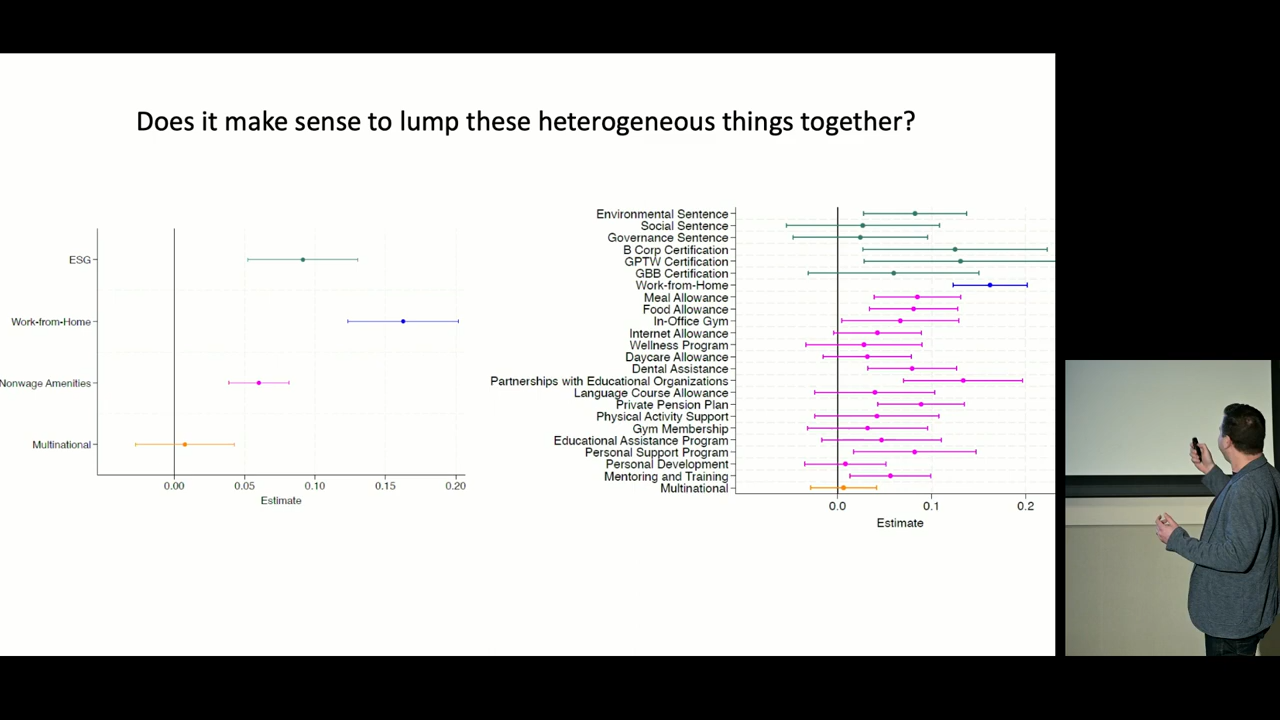 Does it make sense to lump these heterogeneous things together?
ESG
Work-from-Home
Nonwage Amenities
Multinational
0.00 0.05 0.10 0.15 0.20
Estimate
Environmental Sentence
Social Sentence
Governance Sentence
B Corp Certification
GPTW Certification
GBB Certification
Work-from-Home
Meal Allowance
Food Allowance
In-Office Gym
Internet Allowance
Wellness Program
Daycare Allowance
Dental Assistance
Partnerships with Educational Organizations
Language Course Allowance
Private Pension Plan
Physical Activity Support
Gym Membership
Educational Assistance Program
Personal Support Program
Personal Development
Mentoring and Training
Multinational
0.0 0.1 0.2
Estimate